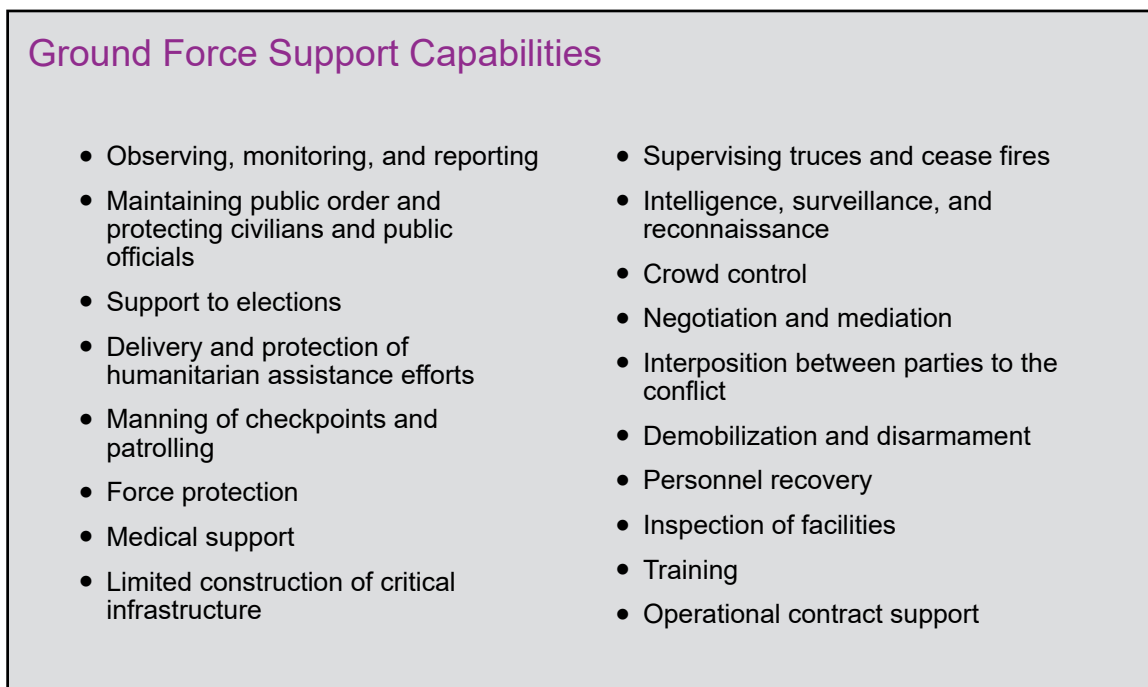 Ground Force Support Capabilities
• Observing, monitoring, and reporting
• Maintaining public order and
protecting civilians and public
officials
• Support to elections
• Delivery and protection of
humanitarian assistance efforts
• Manning of checkpoints and
patrolling
• Force protection
• Medical support
• Limited construction of critical
infrastructure
• Supervising truces and cease fires
• Intelligence, surveillance, and
reconnaissance
• Crowd control
• Negotiation and mediation
• Interposition between parties to the
conflict
• Demobilization and disarmament
• Personnel recovery
• Inspection of facilities
• Training
• Operational contract support